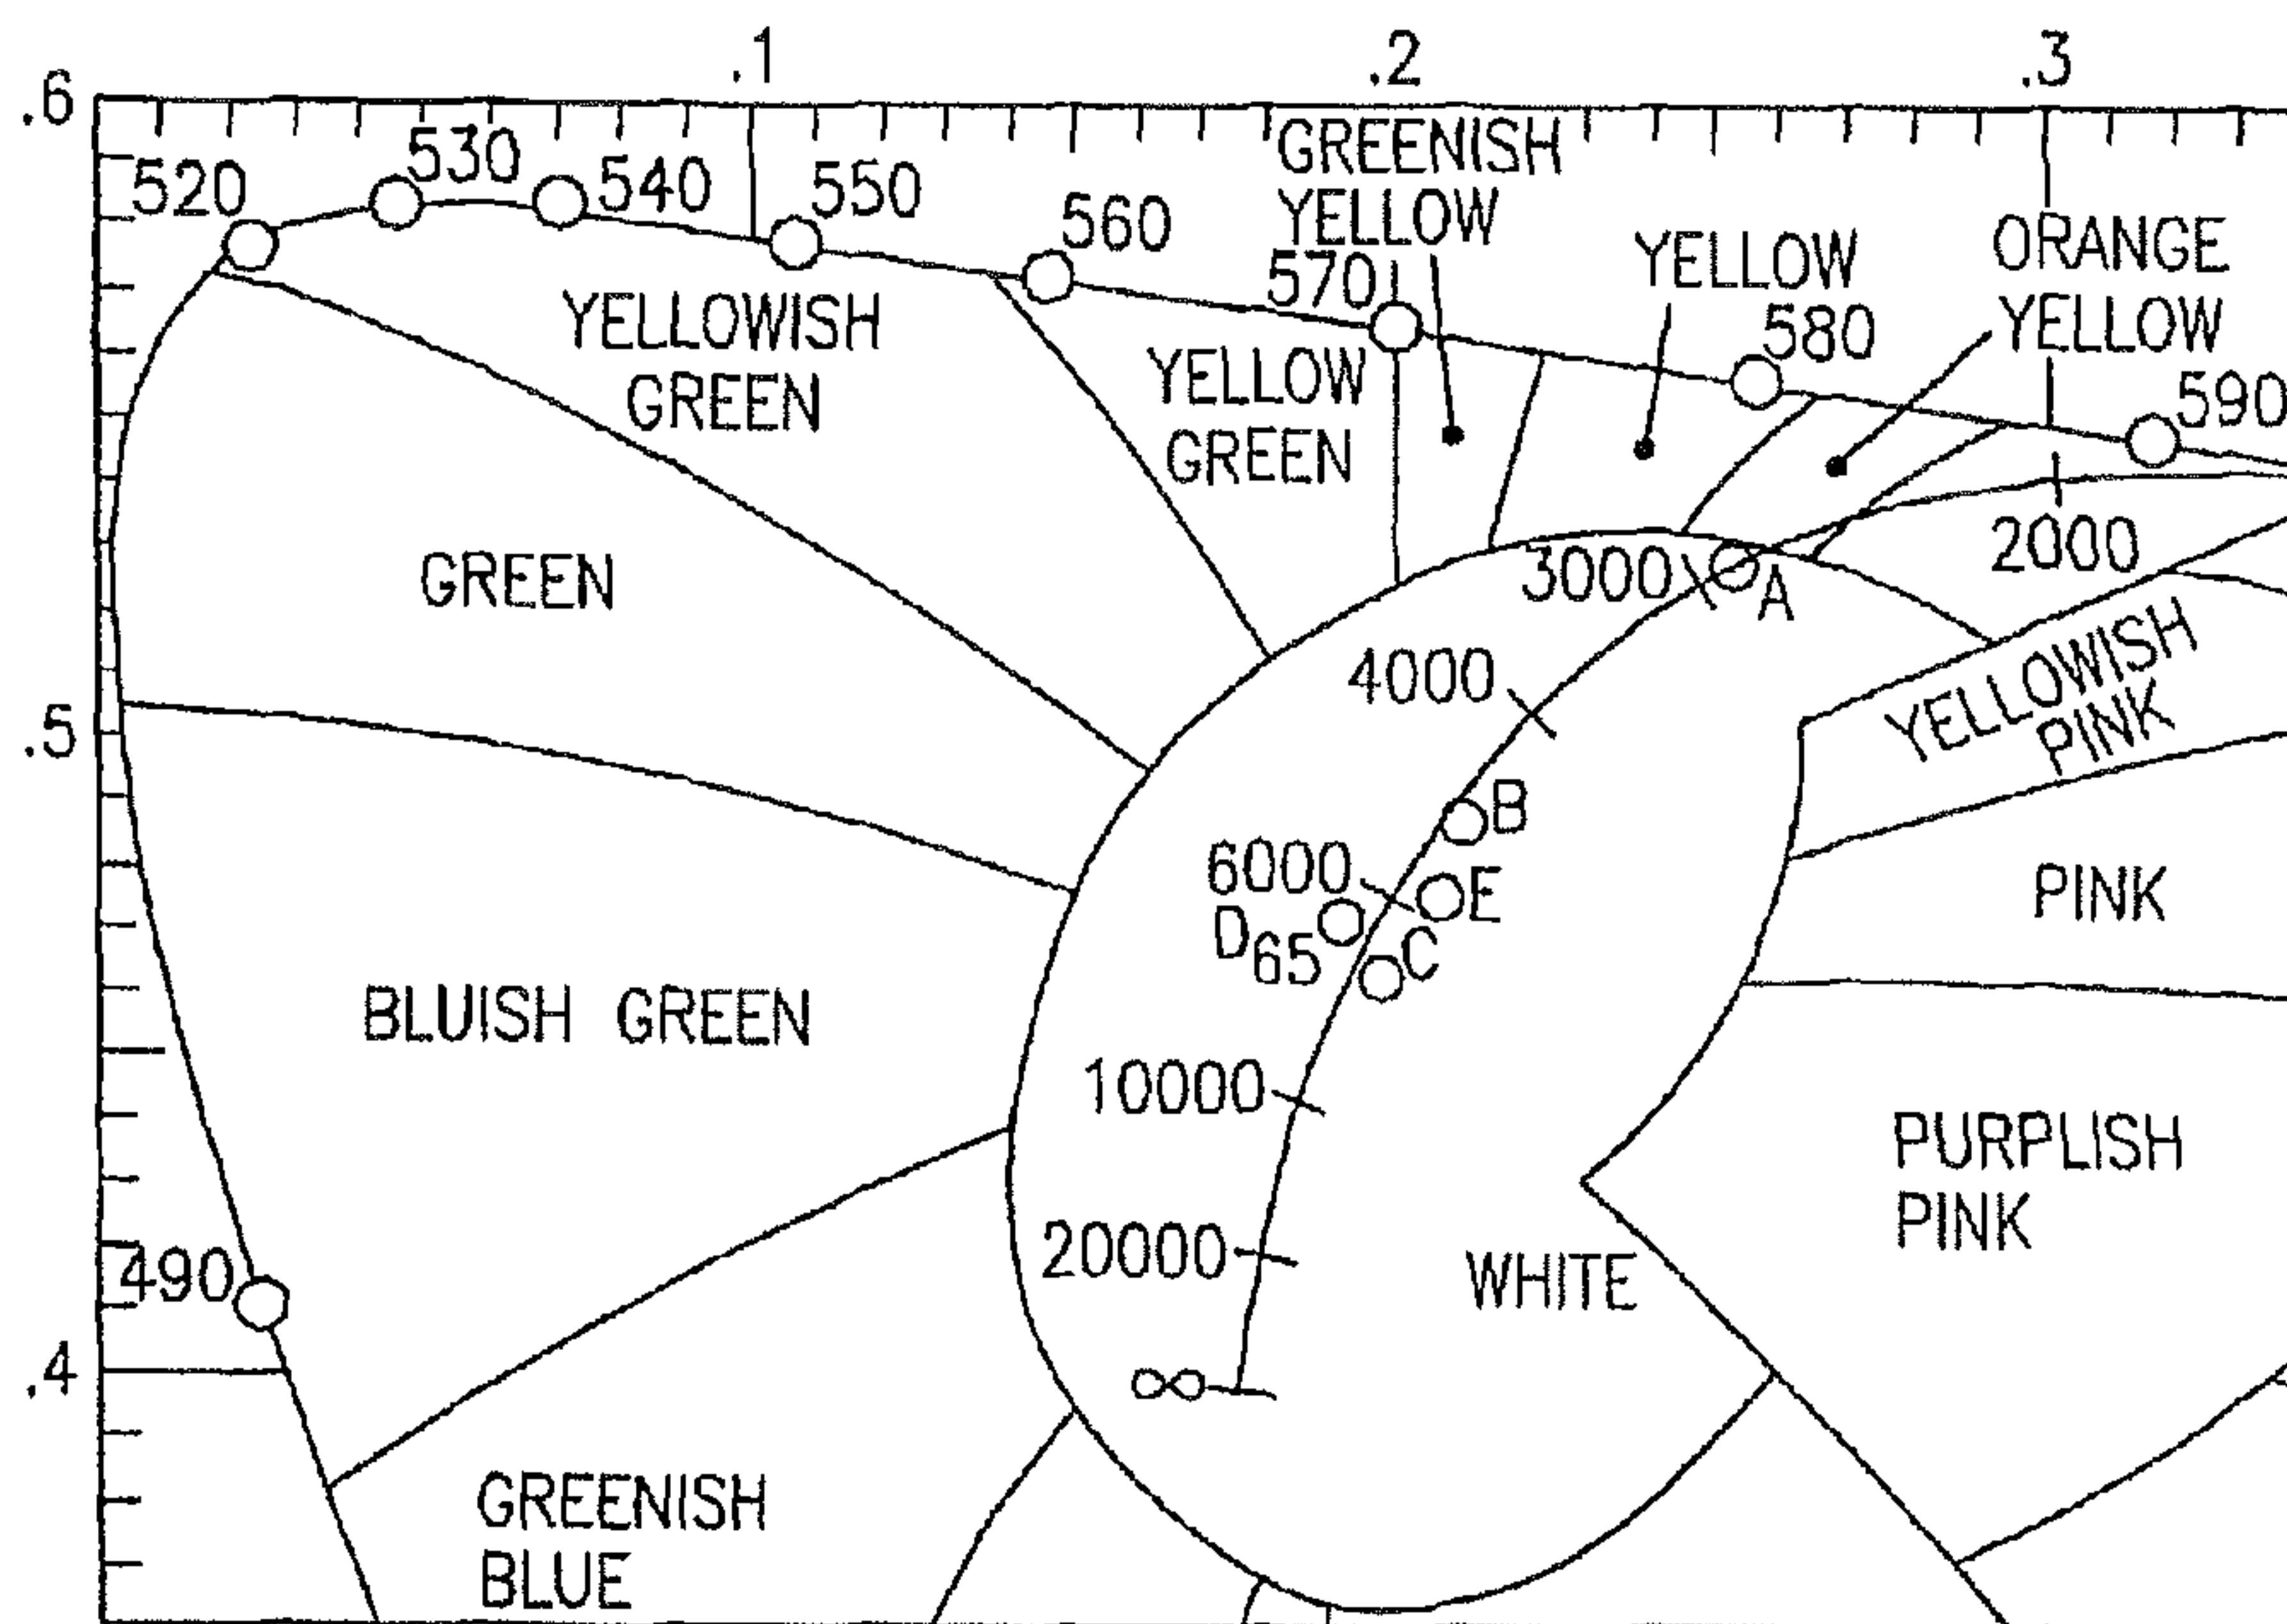 .1
.2
.3
.6
520
530
540
550
560
GREENISH
YELLOW
570
YELLOW
580
ORANGE
YELLOW
590
YELLOWISH
GREEN
YELLOW
GREEN
GREEN
3000
A
2000
4000
YELLOWISH
PINK
.5
B
6000
E
D65
C
PINK
BLUISH GREEN
10000
PURPLISH
PINK
20000
WHITE
490
.4
∞
GREENISH
BLUE